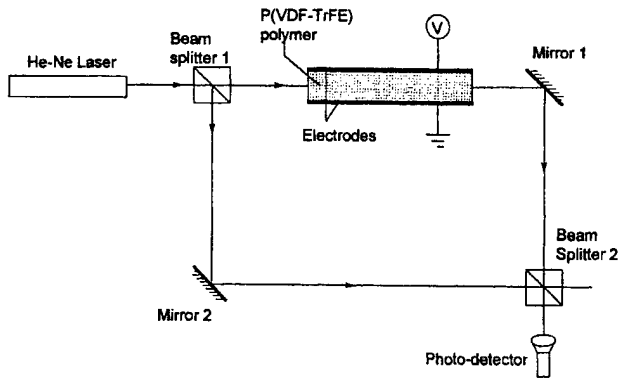 P(VDF-TrFE)
polymer
V
Beam
splitter 1
He-Ne Laser
Mirror 1
Electrodes
Beam
Splitter 2
Mirror 2
Photo-detector